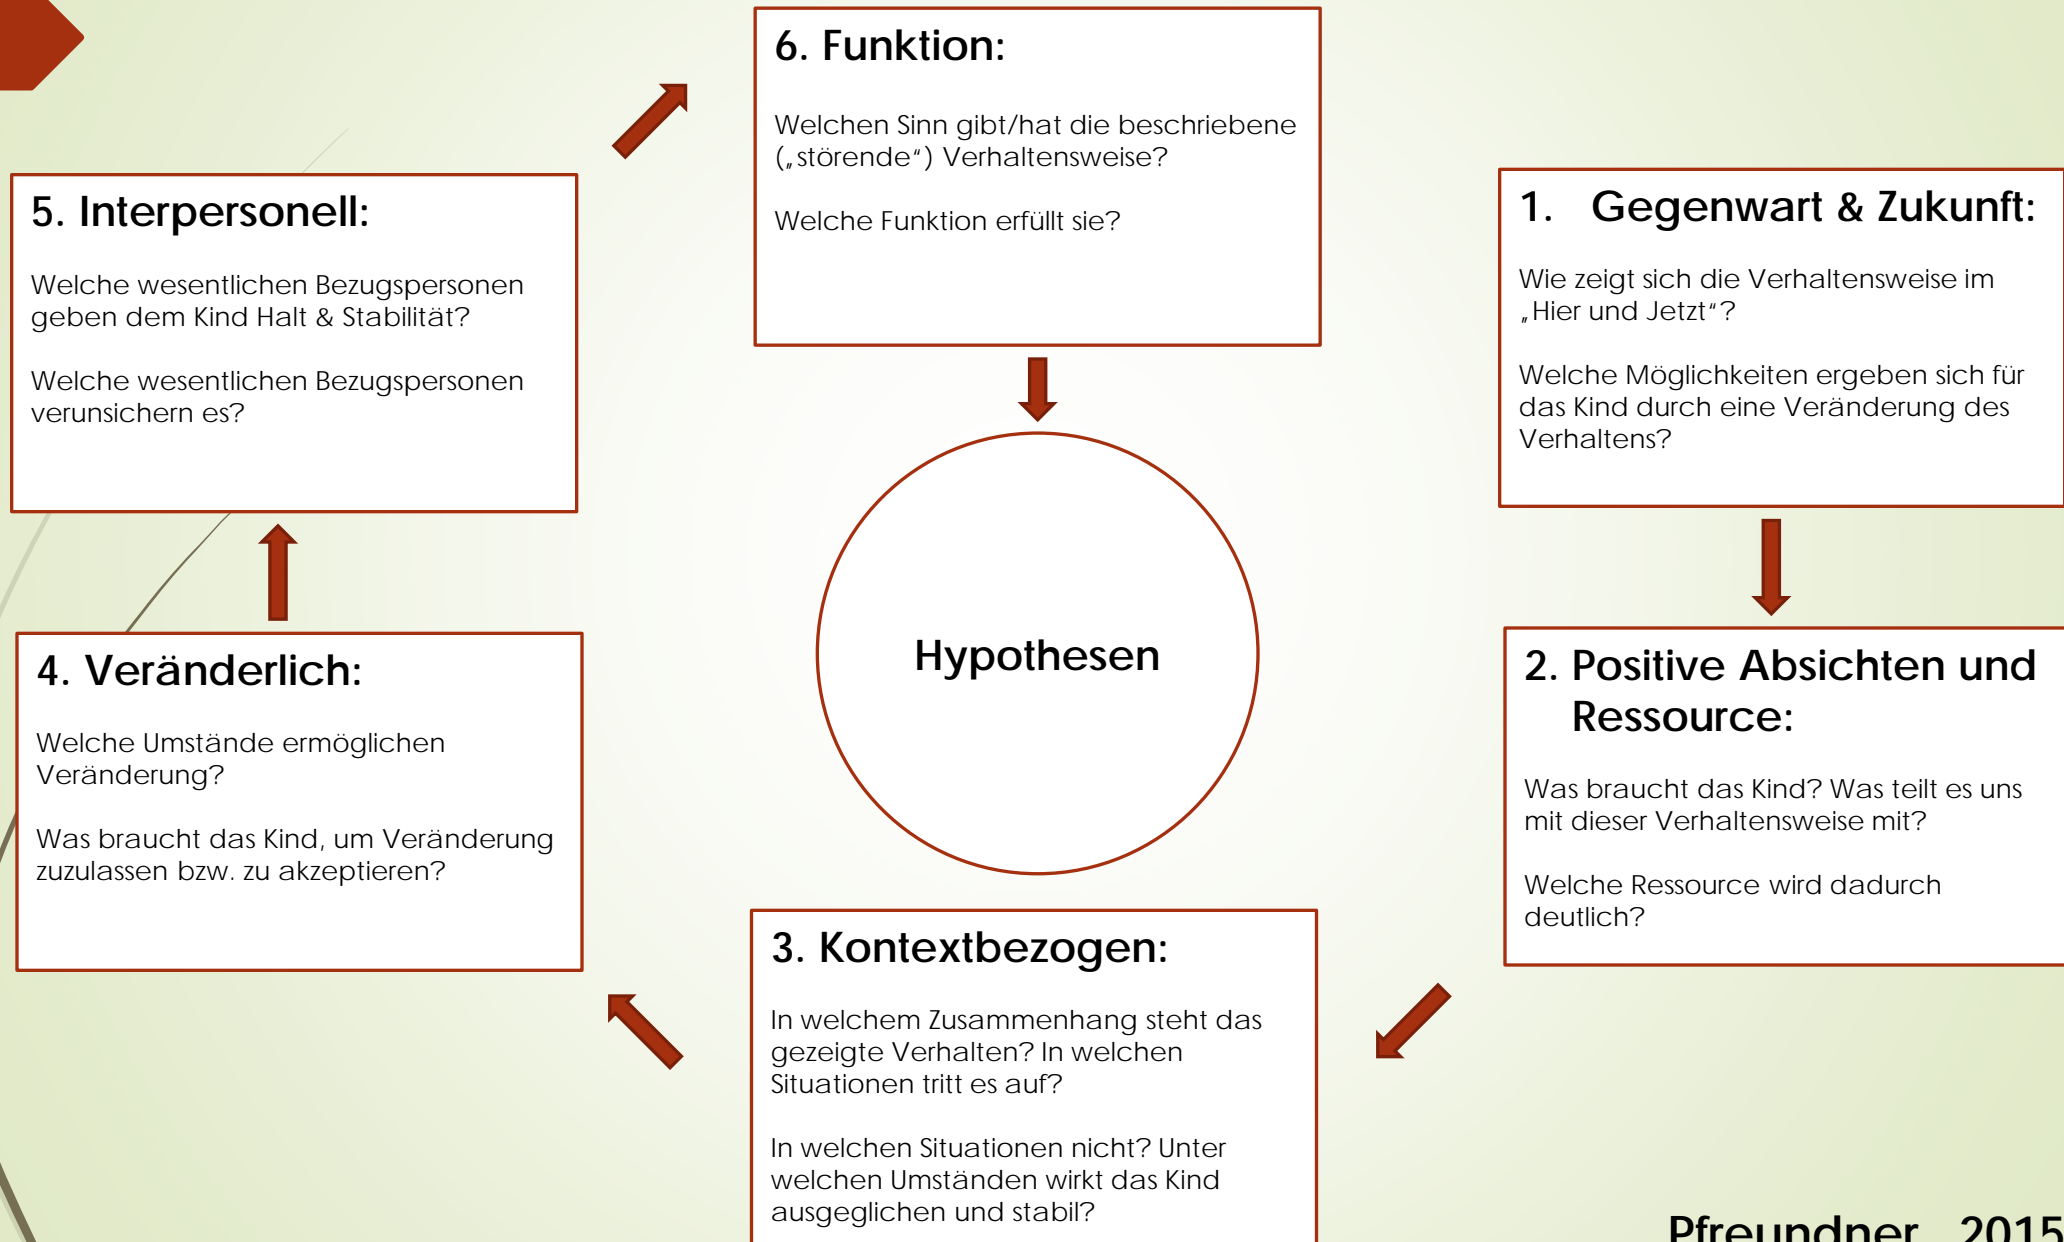 6. Funktion:
Welchen Sinn gibt/hat die beschriebene
(„störende“) Verhaltensweise?
Welche Funktion erfüllt sie?
1. Gegenwart & Zukunft:
Wie zeigt sich die Verhaltensweise im
„Hier und Jetzt“?
Welche Möglichkeiten ergeben sich für
das Kind durch eine Veränderung des
Verhaltens?
2. Positive Absichten und
Ressource:
Was braucht das Kind? Was teilt es uns
mit dieser Verhaltensweise mit?
Welche Ressource wird dadurch
deutlich?
3. Kontextbezogen:
In welchem Zusammenhang steht das
gezeigte Verhalten? In welchen
Situationen tritt es auf?
In welchen Situationen nicht? Unter
welchen Umständen wirkt das Kind
ausgeglichen und stabil?
4. Veränderlich:
Welche Umstände ermöglichen
Veränderung?
Was braucht das Kind, um Veränderung
zuzulassen bzw. zu akzeptieren?
5. Interpersonell:
Welche wesentlichen Bezugspersonen
geben dem Kind Halt & Stabilität?
Welche wesentlichen Bezugspersonen
verunsichern es?
Hypothesen
Pfreundner 2015